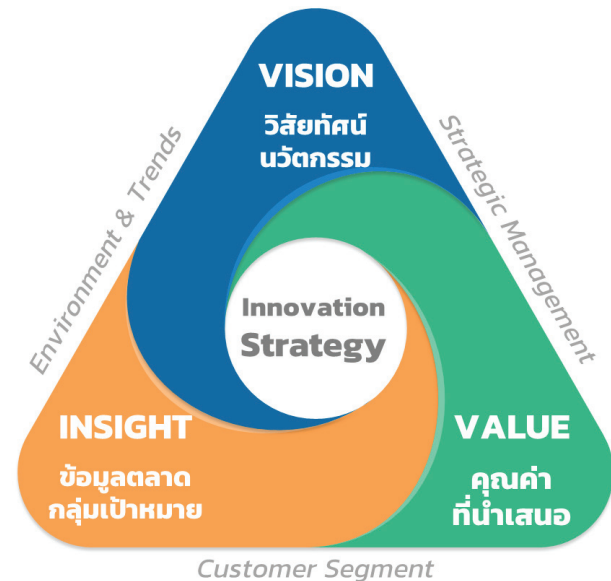 VISION
วิสัยทัศน์
นวัตกรรม
Environment & Trends
Strategic Management
Innovation
Strategy
INSIGHT
ข้อมูลตลาด
กลุ่มเป้าหมาย
VALUE
คุณค่า
ที่นำเสนอ
Customer Segment